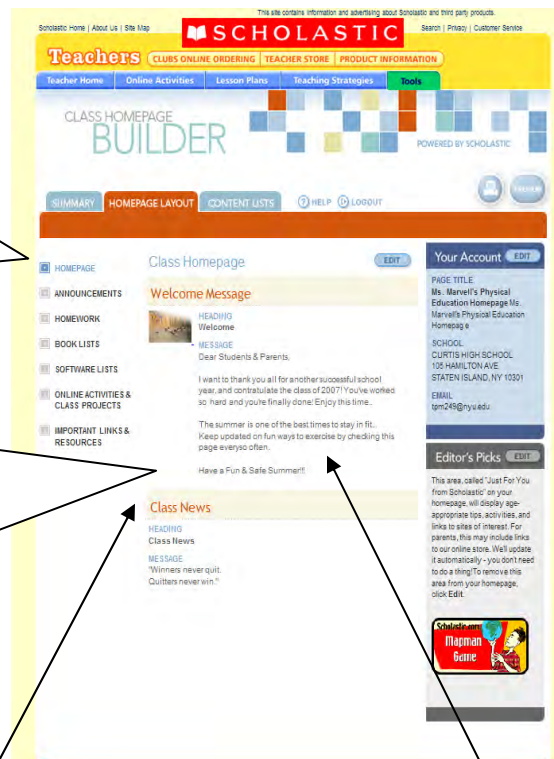 This site contains information and advertising about Scholastic and third party products.
Scholastic Home | About Us | Site Map
SCHOLASTIC
Search | Privacy | Customer Service
Teachers
CLUBS ONLINE ORDERING
TEACHER STORE
PRODUCT INFORMATION
Teacher Home
Online Activities
Lesson Plans
Teaching Strategies
Tools
CLASS HOMEPAGE
BUILDER
POWERED BY SCHOLASTIC
SUMMARY
HOMEPAGE LAYOUT
CONTENT LISTS
? HELP
LOGOUT
HOMEPAGE
ANNOUNCEMENTS
HOMEWORK
BOOK LISTS
SOFTWARE LISTS
ONLINE ACTIVITIES &
CLASS PROJECTS
IMPORTANT LINKS &
RESOURCES
Class Homepage
EDIT
Welcome Message
HEADING
Welcome
MESSAGE
Dear Students & Parents,
I want to thank you all for another successful school
year, and contratulate the class of 2007! You've worked
so hard and you're finally done! Enjoy this time..
The summer is one of the best times to stay in fit...
Keep updated on fun ways to exercise by checking this
page everyso often.
Have a Fun & Safe Summer!!!
Class News
HEADING
Class News
MESSAGE
"Winners never quit.
Quitters never win."
Your Account
EDIT
PAGE TITLE
Ms. Marvell's Physical
Education Homepage Ms.
Marvell's Physical Education
Homepag e
SCHOOL
CURTIS HIGH SCHOOL
105 HAMILTON AVE
STATEN ISLAND, NY 10301
EMAIL
tpm249@nyu.edu
Editor's Picks
EDIT
This area, called "Just For You
from Scholastic" on your
homepage, will display age-
appropriate tips, activities, and
links to sites of interest. For
parents, this may include links
to our online store. We'll update
it automatically - you don't need
to do a thing! To remove this
area from your homepage,
click Edit.
Scholastic.com
Mapman
Game